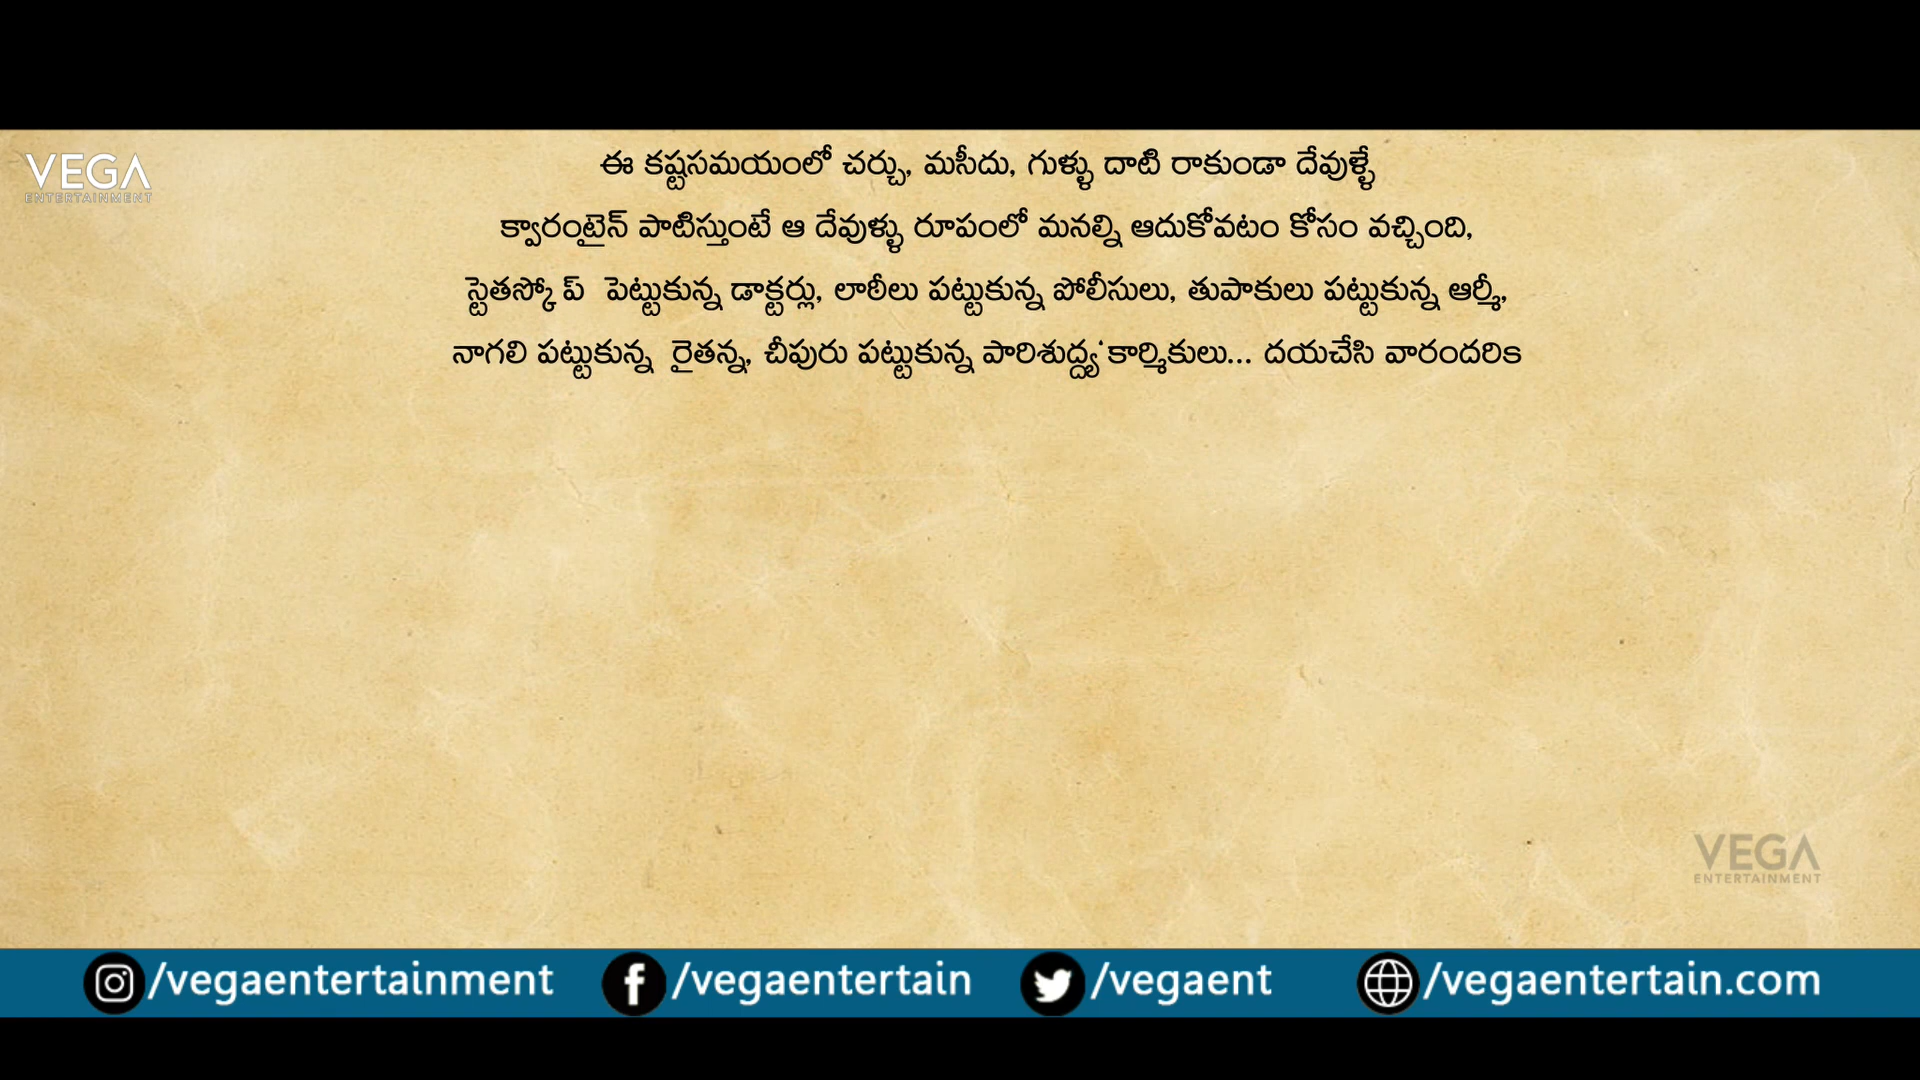 VEGA
ENTERTAINMENT
ఈ కష్టసమయంలో చర్చు, మసీదు, గుళ్ళు దాటి రాకుండా దేవుళ్ళే
క్వారంటైన్ పాటిస్తుంటే ఆ దేవుళ్ళు రూపంలో మనల్ని ఆదుకోవటం కోసం వచ్చింది,
స్టెతస్కోప్ పెట్టుకున్న డాక్టర్లు, లాఠీలు పట్టుకున్న పోలీసులు, తుపాకులు పట్టుకున్న ఆర్మీ,
నాగలి పట్టుకున్న రైతన్న, చీపురు పట్టుకున్న పారిశుద్ద్య కార్మికులు... దయచేసి వారందరిక
VEGA
ENTERTAINMENT
/vegaentertainment /vegaentertain /vegaent /vegaentertain.com